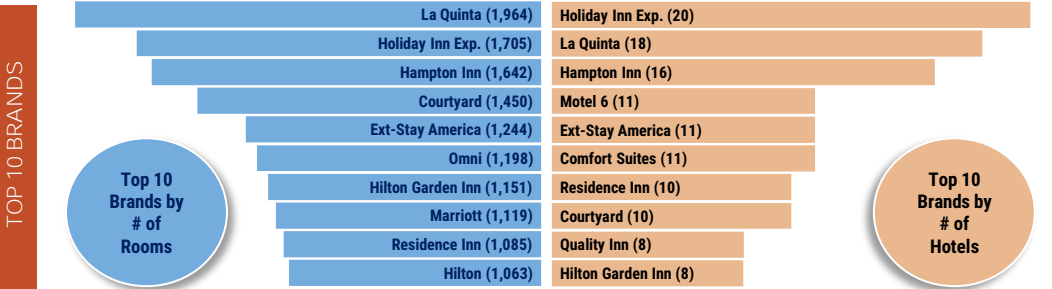 TOP 10 BRANDS
La Quinta (1,964)
Holiday Inn Exp. (1,705)
Hampton Inn (1,642)
Courtyard (1,450)
Ext-Stay America (1,244)
Omni (1,198)
Hilton Garden Inn (1,151)
Marriott (1,119)
Residence Inn (1,085)
Hilton (1,063)
Top 10
Brands by
# of
Rooms
Holiday Inn Exp. (20)
La Quinta (18)
Hampton Inn (16)
Motel 6 (11)
Ext-Stay America (11)
Comfort Suites (11)
Residence Inn (10)
Courtyard (10)
Quality Inn (8)
Hilton Garden Inn (8)
Top 10
Brands by
# of
Hotels